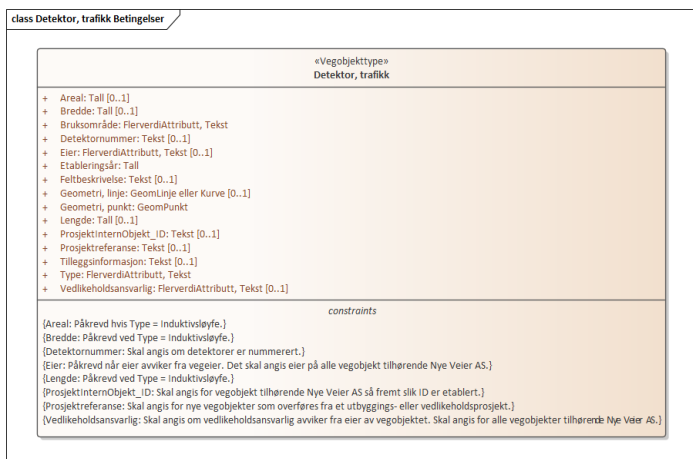 class Detektor, trafikk Betingelser
«Vegobjekttype»
Detektor, trafikk
+ Areal: Tall [0..1]
+ Bredde: Tall [0..1]
+ Bruksområde: FlerverdiAttributt, Tekst
+ Detektornummer: Tekst [0..1]
+ Eier: FlerverdiAttributt, Tekst [0..1]
+ Etableringsår: Tall
+ Feltbeskrivelse: Tekst [0..1]
+ Geometri, linje: GeomLinje eller Kurve [0..1]
+ Geometri, punkt: GeomPunkt
+ Lengde: Tall [0..1]
+ ProsjektInternObjekt_ID: Tekst [0..1]
+ Prosjektreferanse: Tekst [0..1]
+ Tilleggsinformasjon: Tekst [0..1]
+ Type: FlerverdiAttributt, Tekst
+ Vedlikeholdsansvarlig: FlerverdiAttributt, Tekst [0..1]
constraints
{Areal: Påkrevd hvis Type = Induktivsløyfe.}
{Bredde: Påkrevd ved Type = Induktivsløyfe.}
{Detektornummer: Skal angis om detektorer er nummerert.}
{Eier: Påkrevd når eier avviker fra vegeier. Det skal angis eier på alle vegobjekt tilhørende Nye Veier AS.}
{Lengde: Påkrevd ved Type = Induktivsløyfe.}
{ProsjektInternObjekt_ID: Skal angis for vegobjekt tilhørende Nye Veier AS så fremt slik ID er etablert.}
{Prosjektreferanse: Skal angis for nye vegobjekter som overføres fra et utbyggings- eller vedlikeholdsprosjekt.}
{Vedlikeholdsansvarlig: Skal angis om vedlikeholdsansvarlig avviker fra eier av vegobjektet. Skal angis for alle vegobjekter tilhørende Nye Veier AS.}